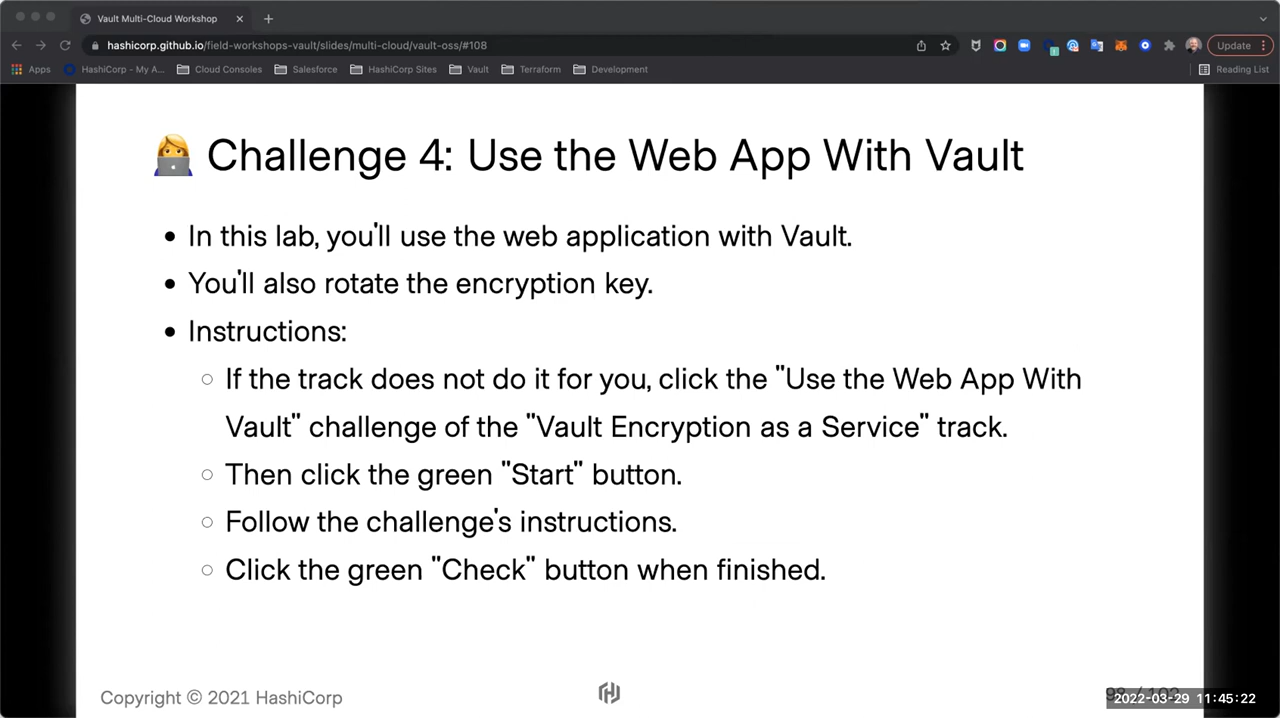 Vault Multi-Cloud Workshop
hashicorp.github.io/field-workshops-vault/slides/multi-cloud/vault-oss/#108
Update
Apps
HashiCorp - My A...
Cloud Consoles
Salesforce
HashiCorp Sites
Vault
Terraform
Development
Reading List
Challenge 4: Use the Web App With Vault
• In this lab, you'll use the web application with Vault.
• You'll also rotate the encryption key.
• Instructions:
○ If the track does not do it for you, click the "Use the Web App With
Vault" challenge of the "Vault Encryption as a Service" track.
○ Then click the green "Start" button.
○ Follow the challenge's instructions.
○ Click the green "Check" button when finished.
Copyright © 2021 HashiCorp
2022-03-29 11:45:22